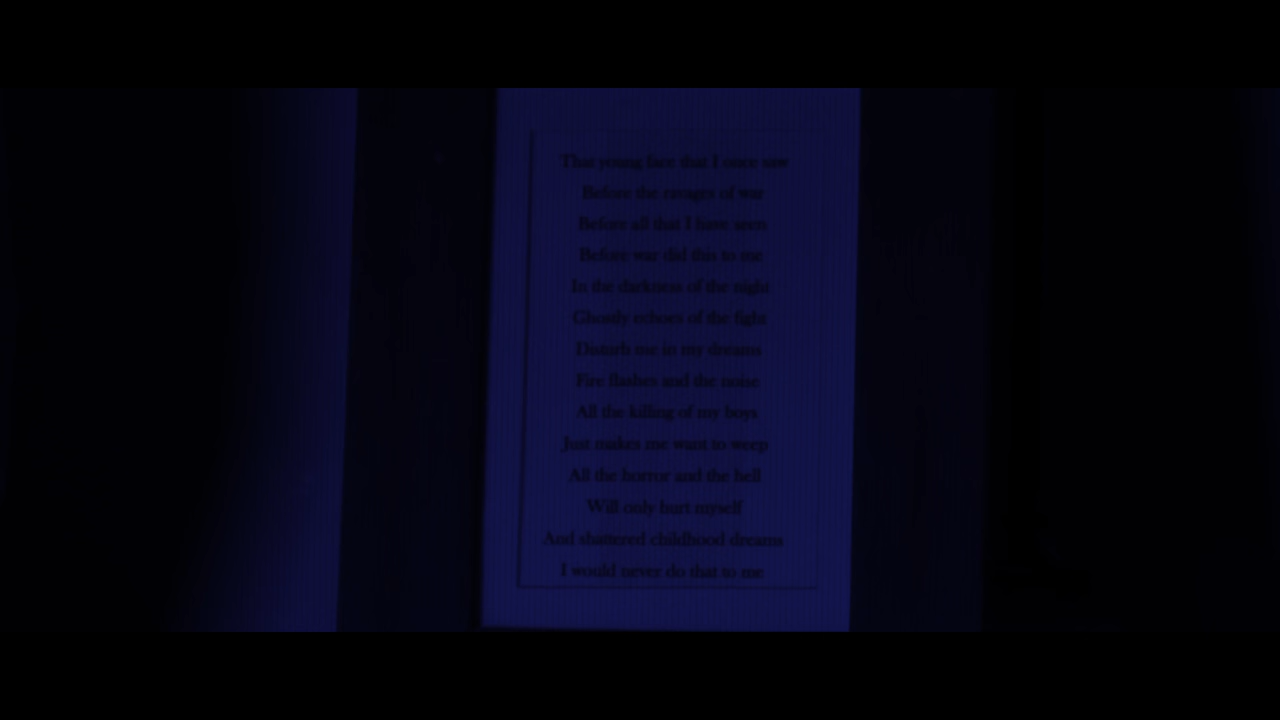 That young face that I once saw
Before the ravages of war
Before all that I have seen
Before war did this to me
In the darkness of the night
Ghostly echoes of the fight
Disturb me in my dreams
Fire flashes and the noise
All the killing of my boys
Just makes me want to weep
All the horror and the hell
Will only hurt myself
And shattered childhood dreams
I would never do that to me